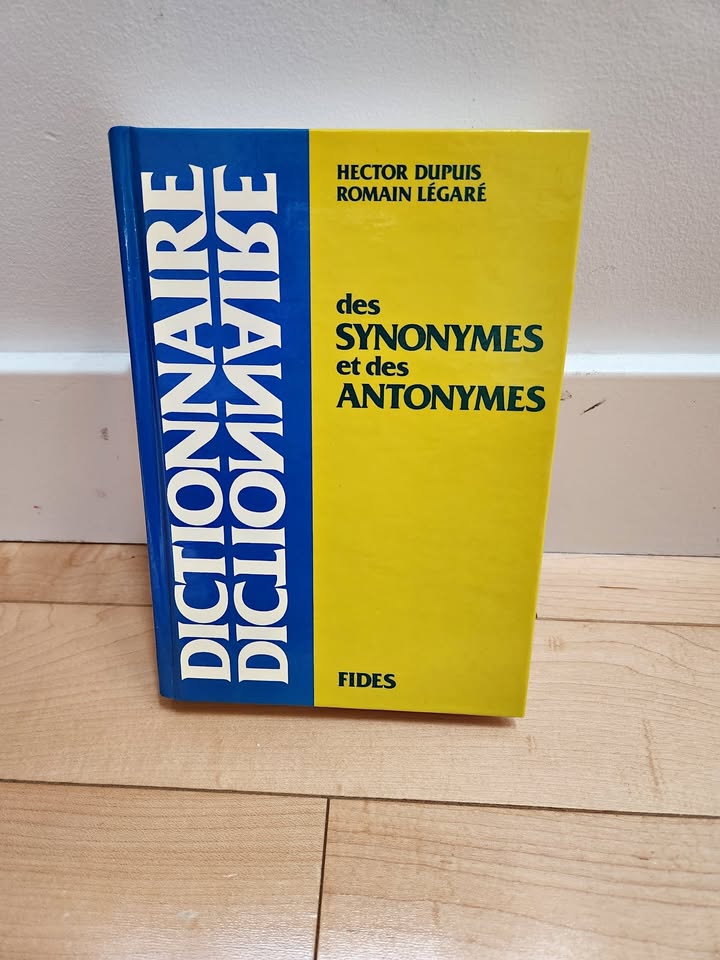 DICTIONNAIRE
DICTIONNAIRE
HECTOR DUPUIS
ROMAIN LÉGARÉ
des
SYNONYMES
et des
ANTONYMES
FIDES